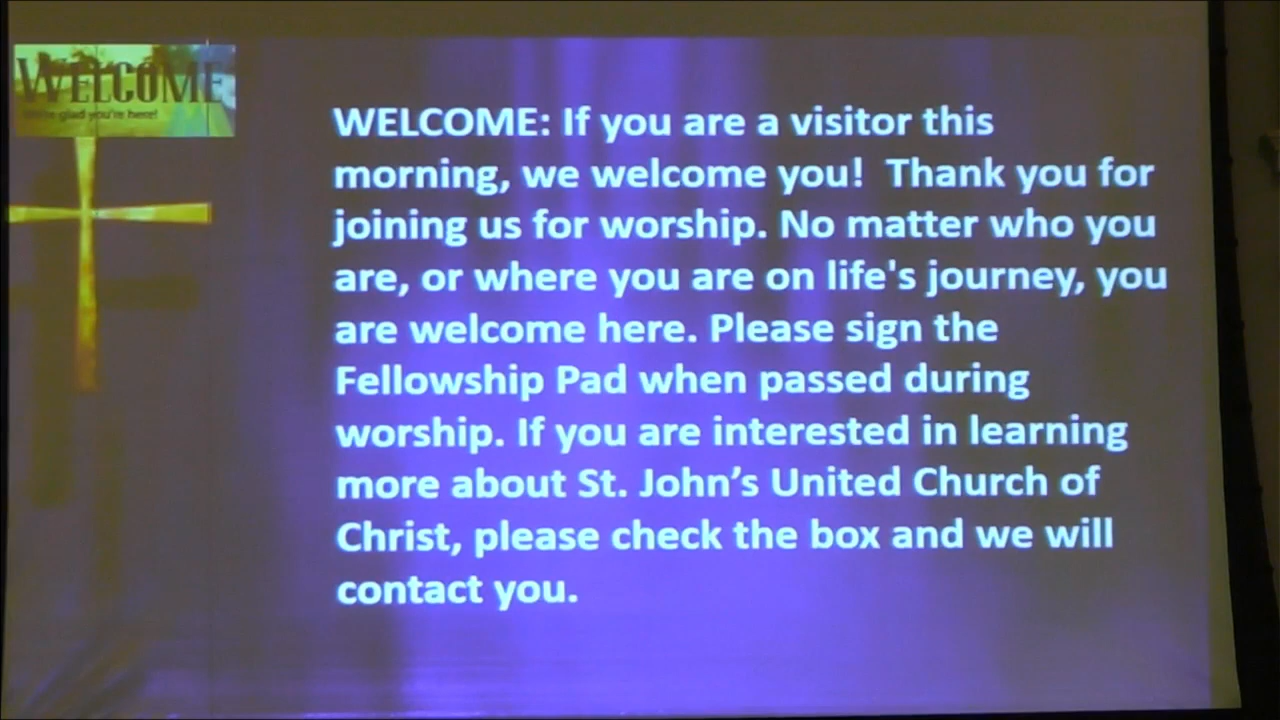 WELCOME
We're glad you're here!
WELCOME: If you are a visitor this
morning, we welcome you!  Thank you for
joining us for worship. No matter who you
are, or where you are on life's journey, you
are welcome here. Please sign the
Fellowship Pad when passed during
worship. If you are interested in learning
more about St. John’s United Church of
Christ, please check the box and we will
contact you.